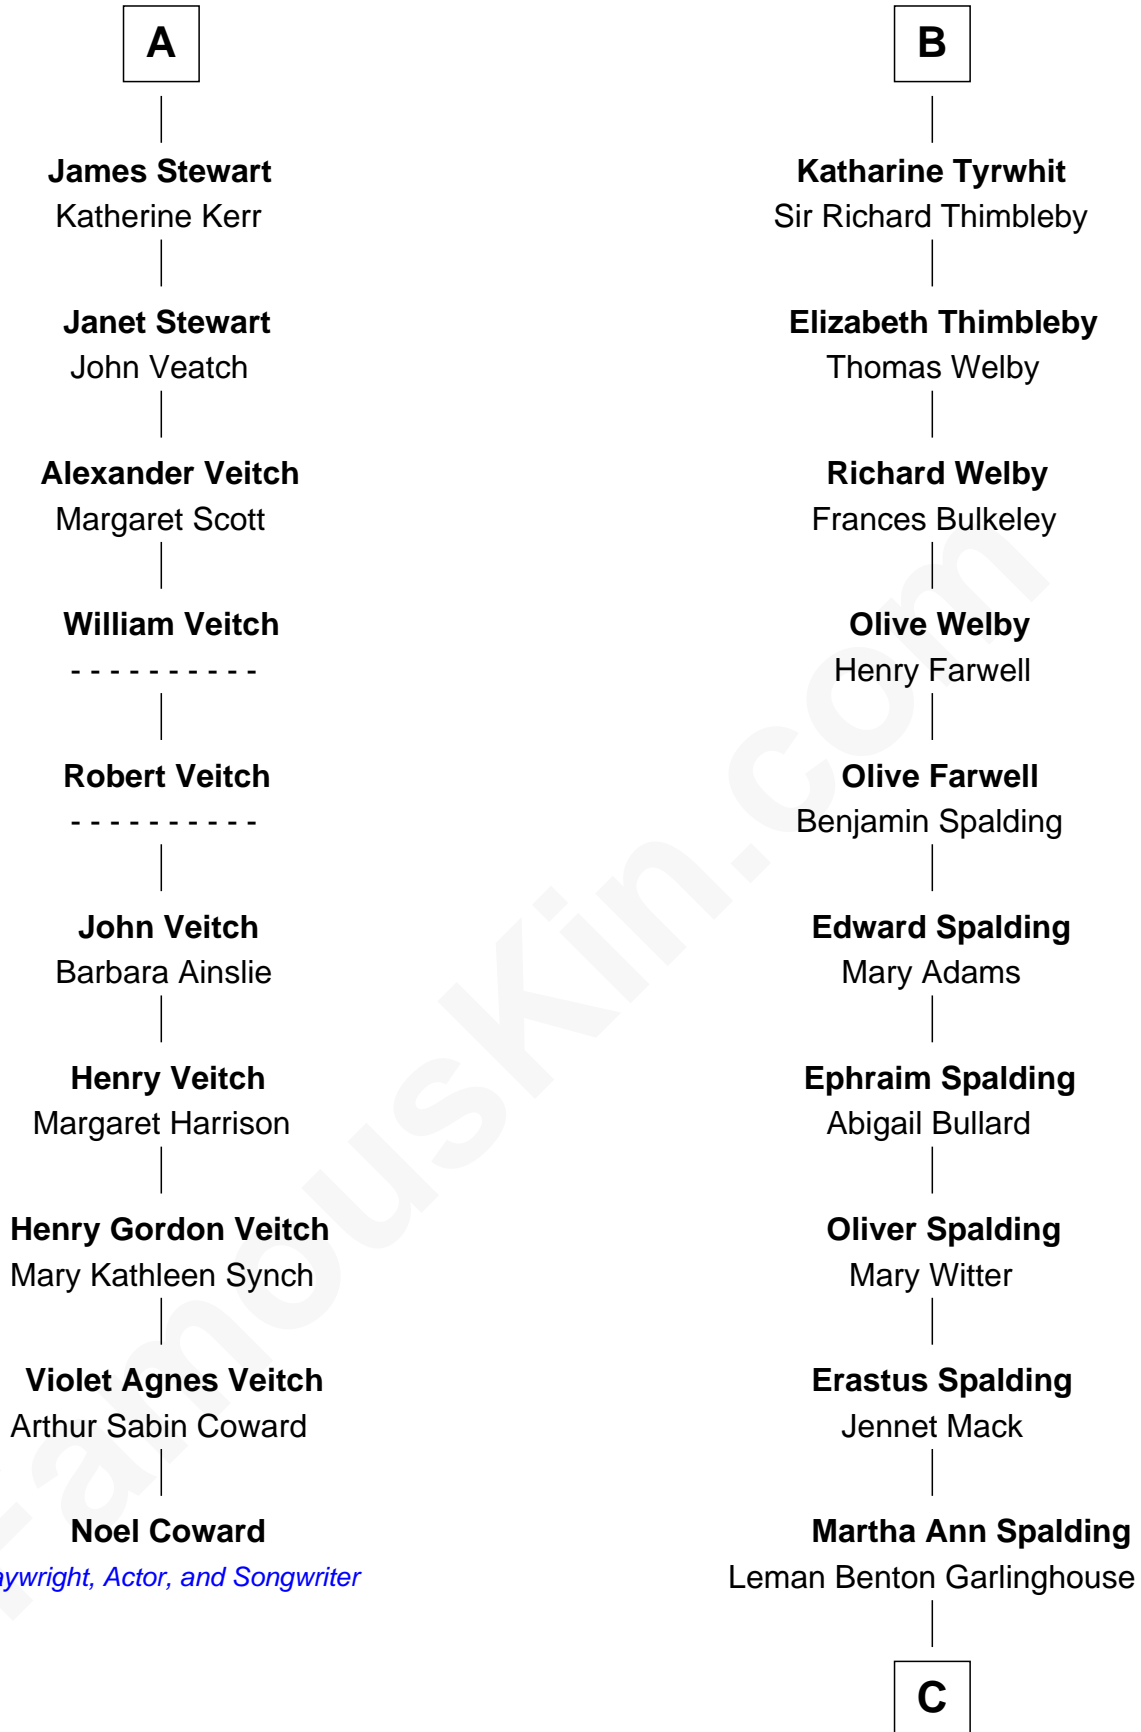 A
James Stewart
Katherine Kerr
Janet Stewart
John Veatch
Alexander Veitch
Margaret Scott
William Veitch
- - - - - - - - - -
Robert Veitch
- - - - - - - - - -
John Veitch
Barbara Ainslie
Henry Veitch
Margaret Harrison
Henry Gordon Veitch
Mary Kathleen Synch
Violet Agnes Veitch
Arthur Sabin Coward
Noel Coward
aywright, Actor, and Songwriter
B
Katharine Tyrwhit
Sir Richard Thimbleby
Elizabeth Thimbleby
Thomas Welby
Richard Welby
Frances Bulkeley
Olive Welby
Henry Farwell
Olive Farwell
Benjamin Spalding
Edward Spalding
Mary Adams
Ephraim Spalding
Abigail Bullard
Oliver Spalding
Mary Witter
Erastus Spalding
Jennet Mack
Martha Ann Spalding
Leman Benton Garlinghouse
C
FamousKin.com